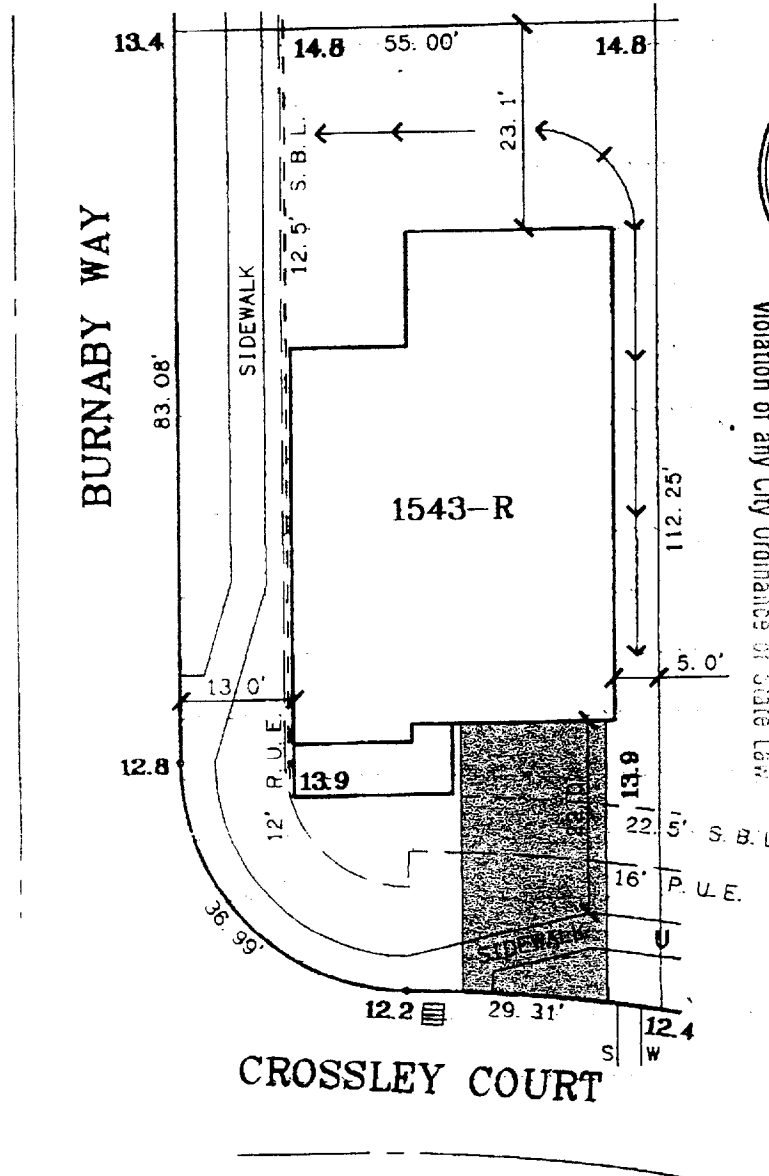 13.4
14.8
55.00'
14.8
23.1'
12.5' S.B.L.
SIDEWALK
BURNABY WAY
83.08'
1543-R
112.25'
Violation of any City Ordinance or State Law.
5.0'
13.0'
12.8
12' P.U.E.
13.9
13.9
22.5' S.B.L
16' P.U.E.
36.99'
SIDEWALK
U
12.2
29.31'
12.4
S W
CROSSLEY COURT